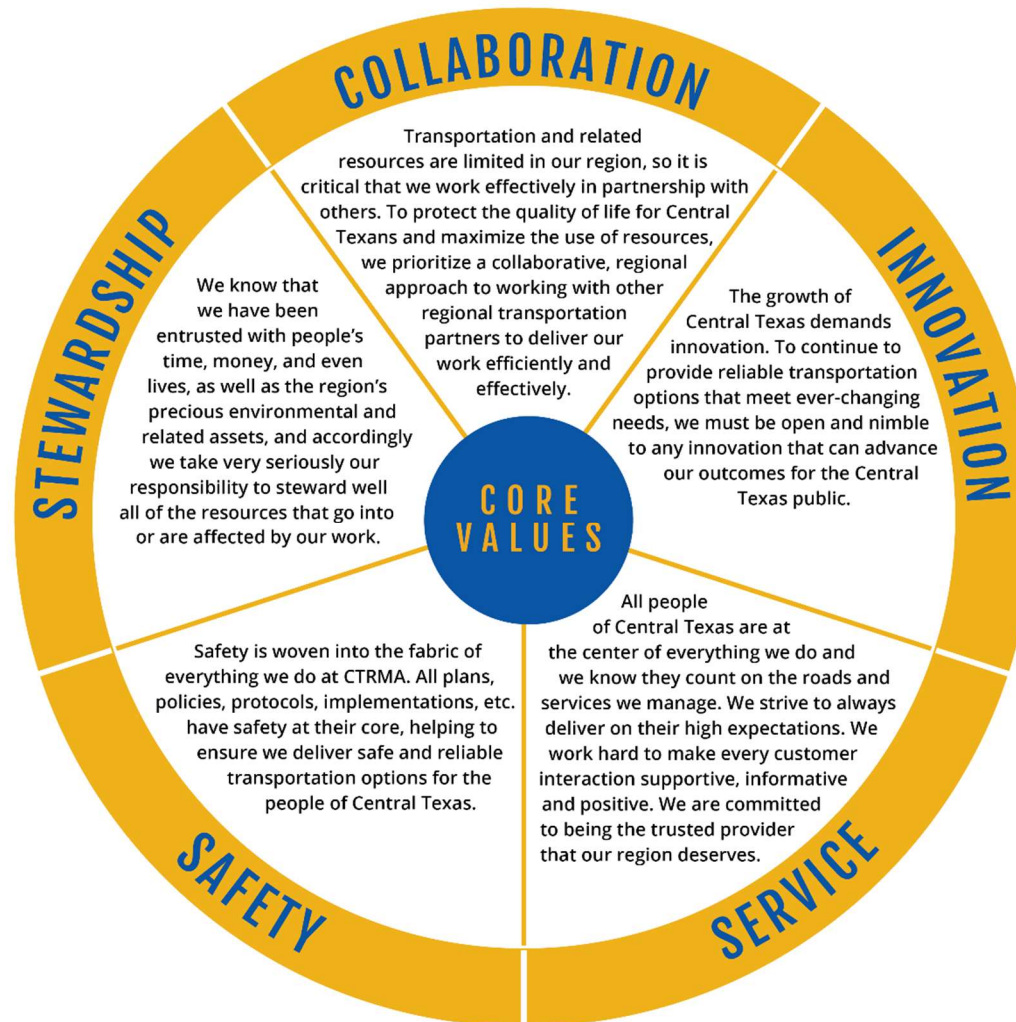 COLLABORATION
Transportation and related
resources are limited in our region, so it is
critical that we work effectively in partnership with
others. To protect the quality of life for Central
Texans and maximize the use of resources,
we prioritize a collaborative, regional
approach to working with other
regional transportation
partners to deliver our
work efficiently and
effectively.
INNOVATION
The growth of
Central Texas demands
innovation. To continue to
provide reliable transportation
options that meet ever-changing
needs, we must be open and nimble
to any innovation that can advance
our outcomes for the Central
Texas public.
SERVICE
All people
of Central Texas are at
the center of everything we do and
we know they count on the roads and
services we manage. We strive to always
deliver on their high expectations. We
work hard to make every customer
interaction supportive, informative
and positive. We are committed
to being the trusted provider
that our region deserves.
SAFETY
Safety is woven into the fabric of
everything we do at CTRMA. All plans,
policies, protocols, implementations, etc.
have safety at their core, helping to
ensure we deliver safe and reliable
transportation options for the
people of Central Texas.
STEWARDSHIP
We know that
we have been
entrusted with people’s
time, money, and even
lives, as well as the region’s
precious environmental and
related assets, and accordingly
we take very seriously our
responsibility to steward well
all of the resources that go into
or are affected by our work.
CORE
VALUES